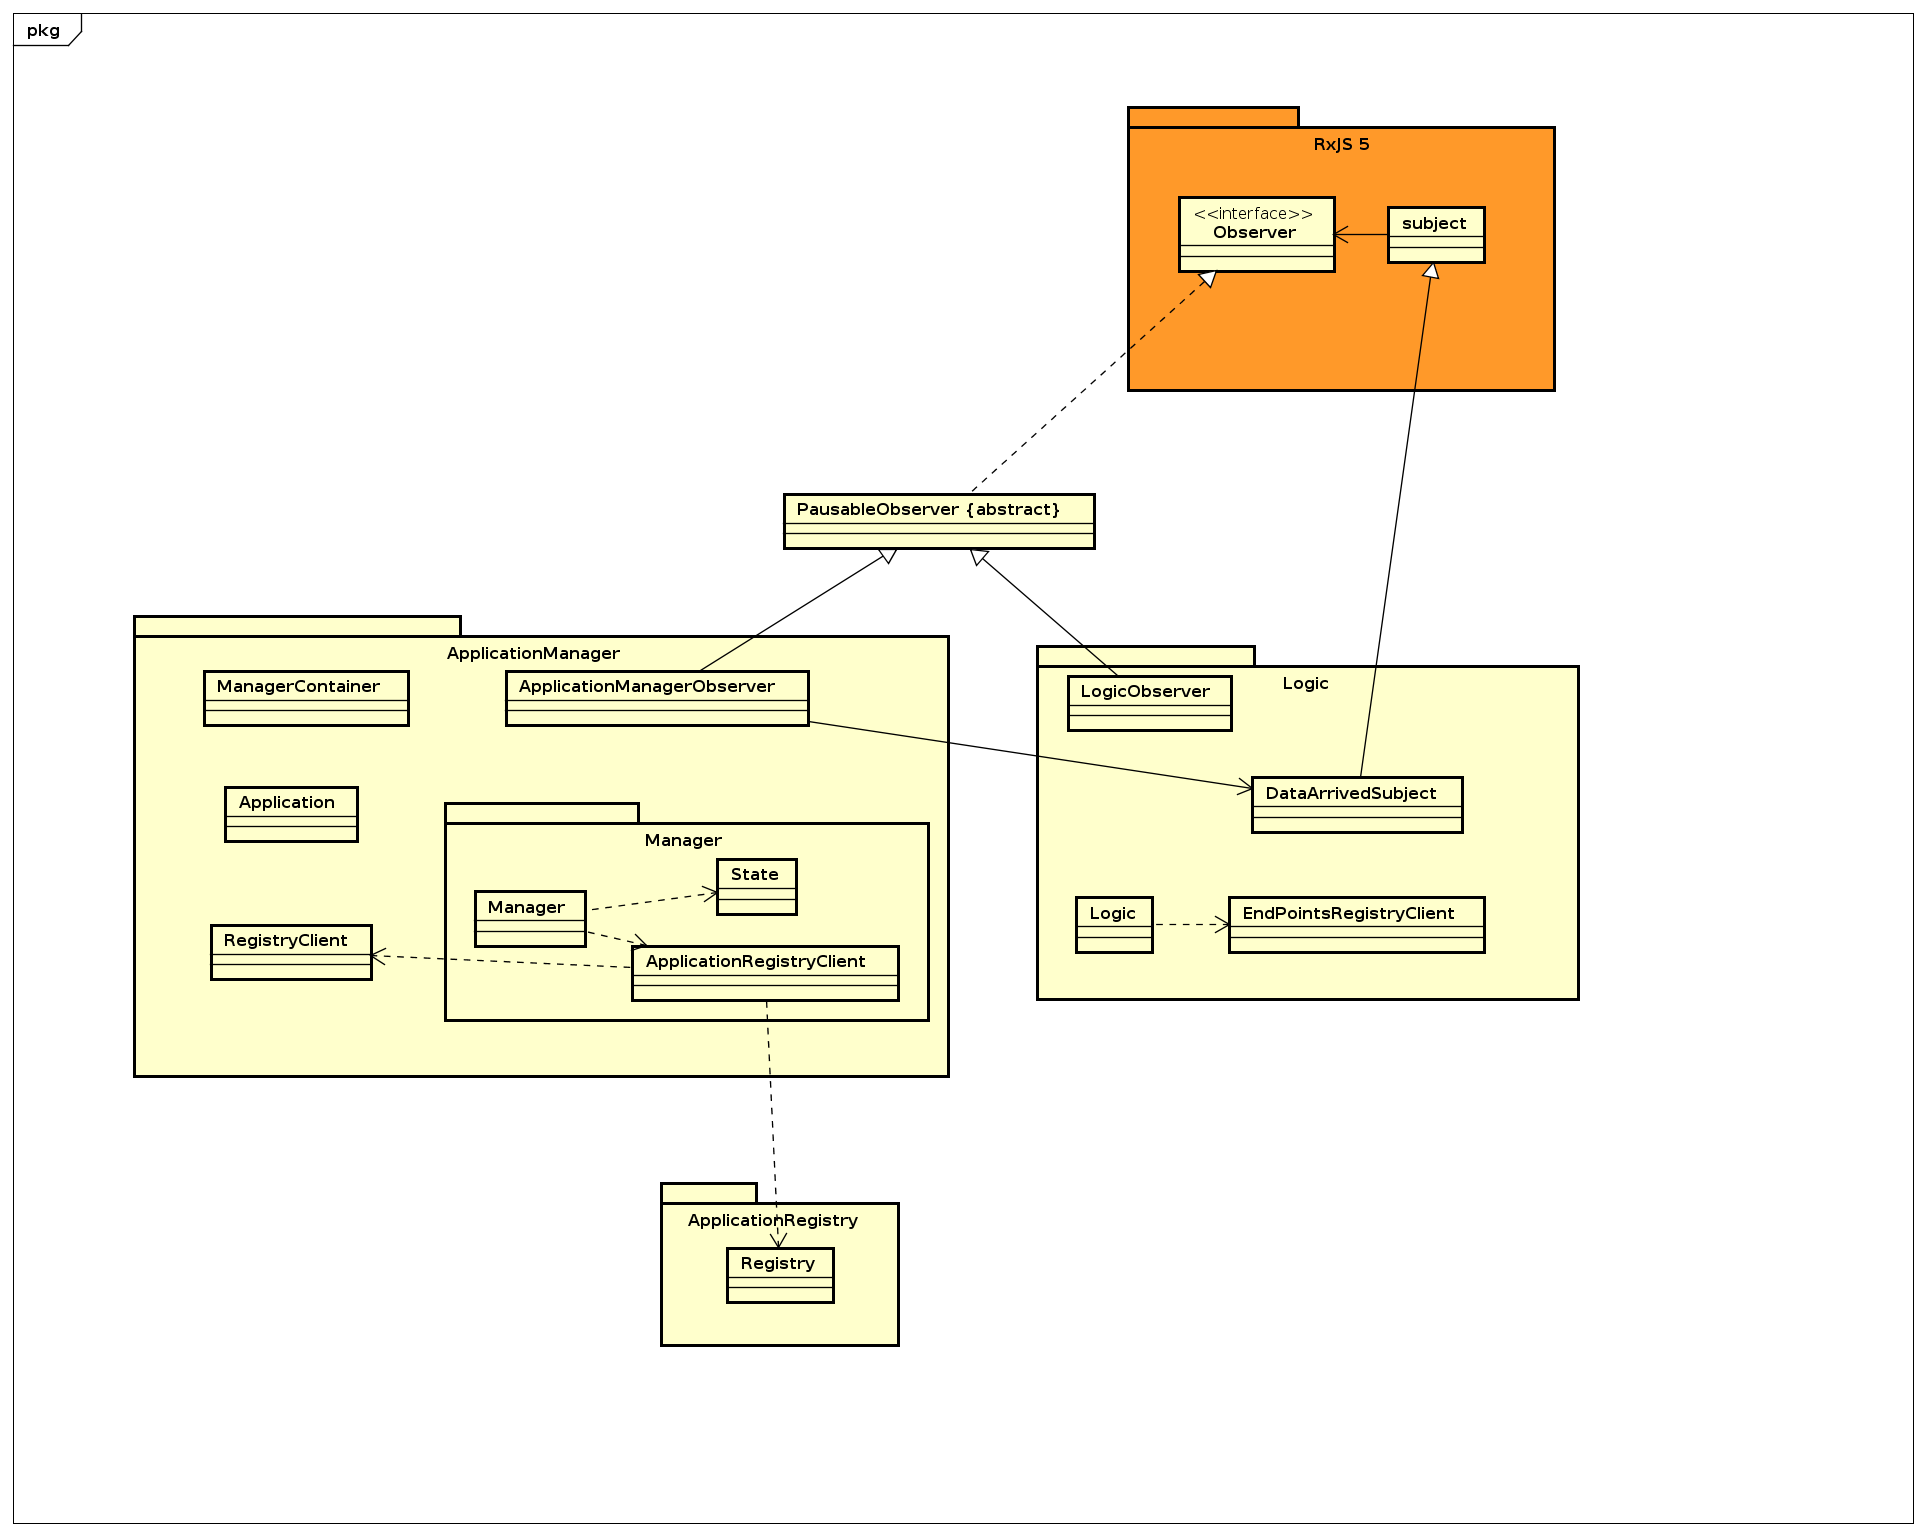 pkg
RxJS 5
<<interface>>
Observer
subject
PausableObserver {abstract}
ApplicationManager
ManagerContainer
ApplicationManagerObserver
Logic
LogicObserver
Application
DataArrivedSubject
Manager
State
Manager
Logic
EndPointsRegistryClient
RegistryClient
ApplicationRegistryClient
ApplicationRegistry
Registry